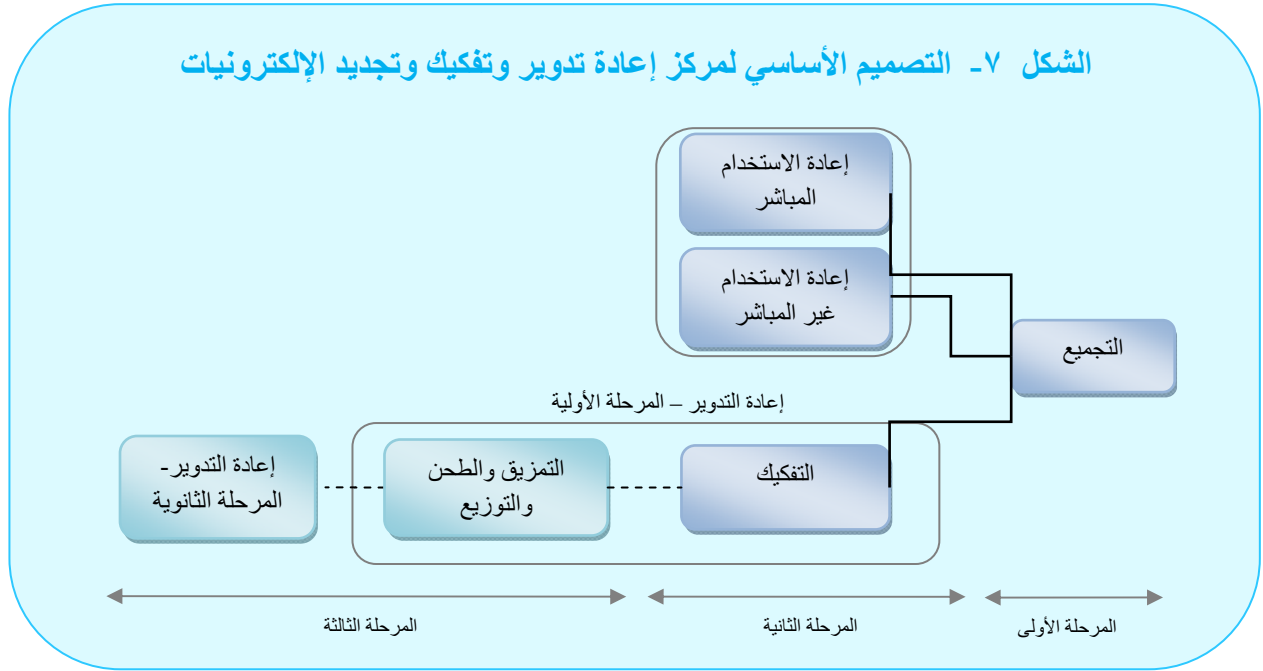 الشكل ٧- التصميم الأساسي لمركز إعادة تدوير وتفكيك وتجديد الإلكترونيات
إعادة الاستخدام
المباشر
إعادة الاستخدام
غير المباشر
التجميع
إعادة التدوير – المرحلة الأولية
التفكيك
التمزيق والطحن
والتوزيع
إعادة التدوير-
المرحلة الثانوية
المرحلة الأولى
المرحلة الثانية
المرحلة الثالثة